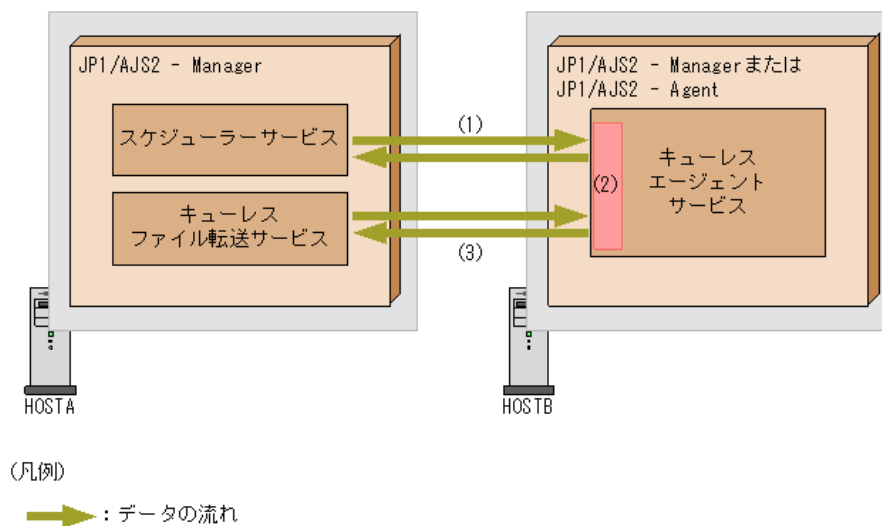 JP1/AJS2 - Manager
スケジューラーサービス
キューレス
ファイル転送サービス
HOSTA
(1)
(2)
(3)
JP1/AJS2 - Managerまたは
JP1/AJS2 - Agent
キューレス
エージェント
サービス
HOSTB
(凡例)
：データの流れ